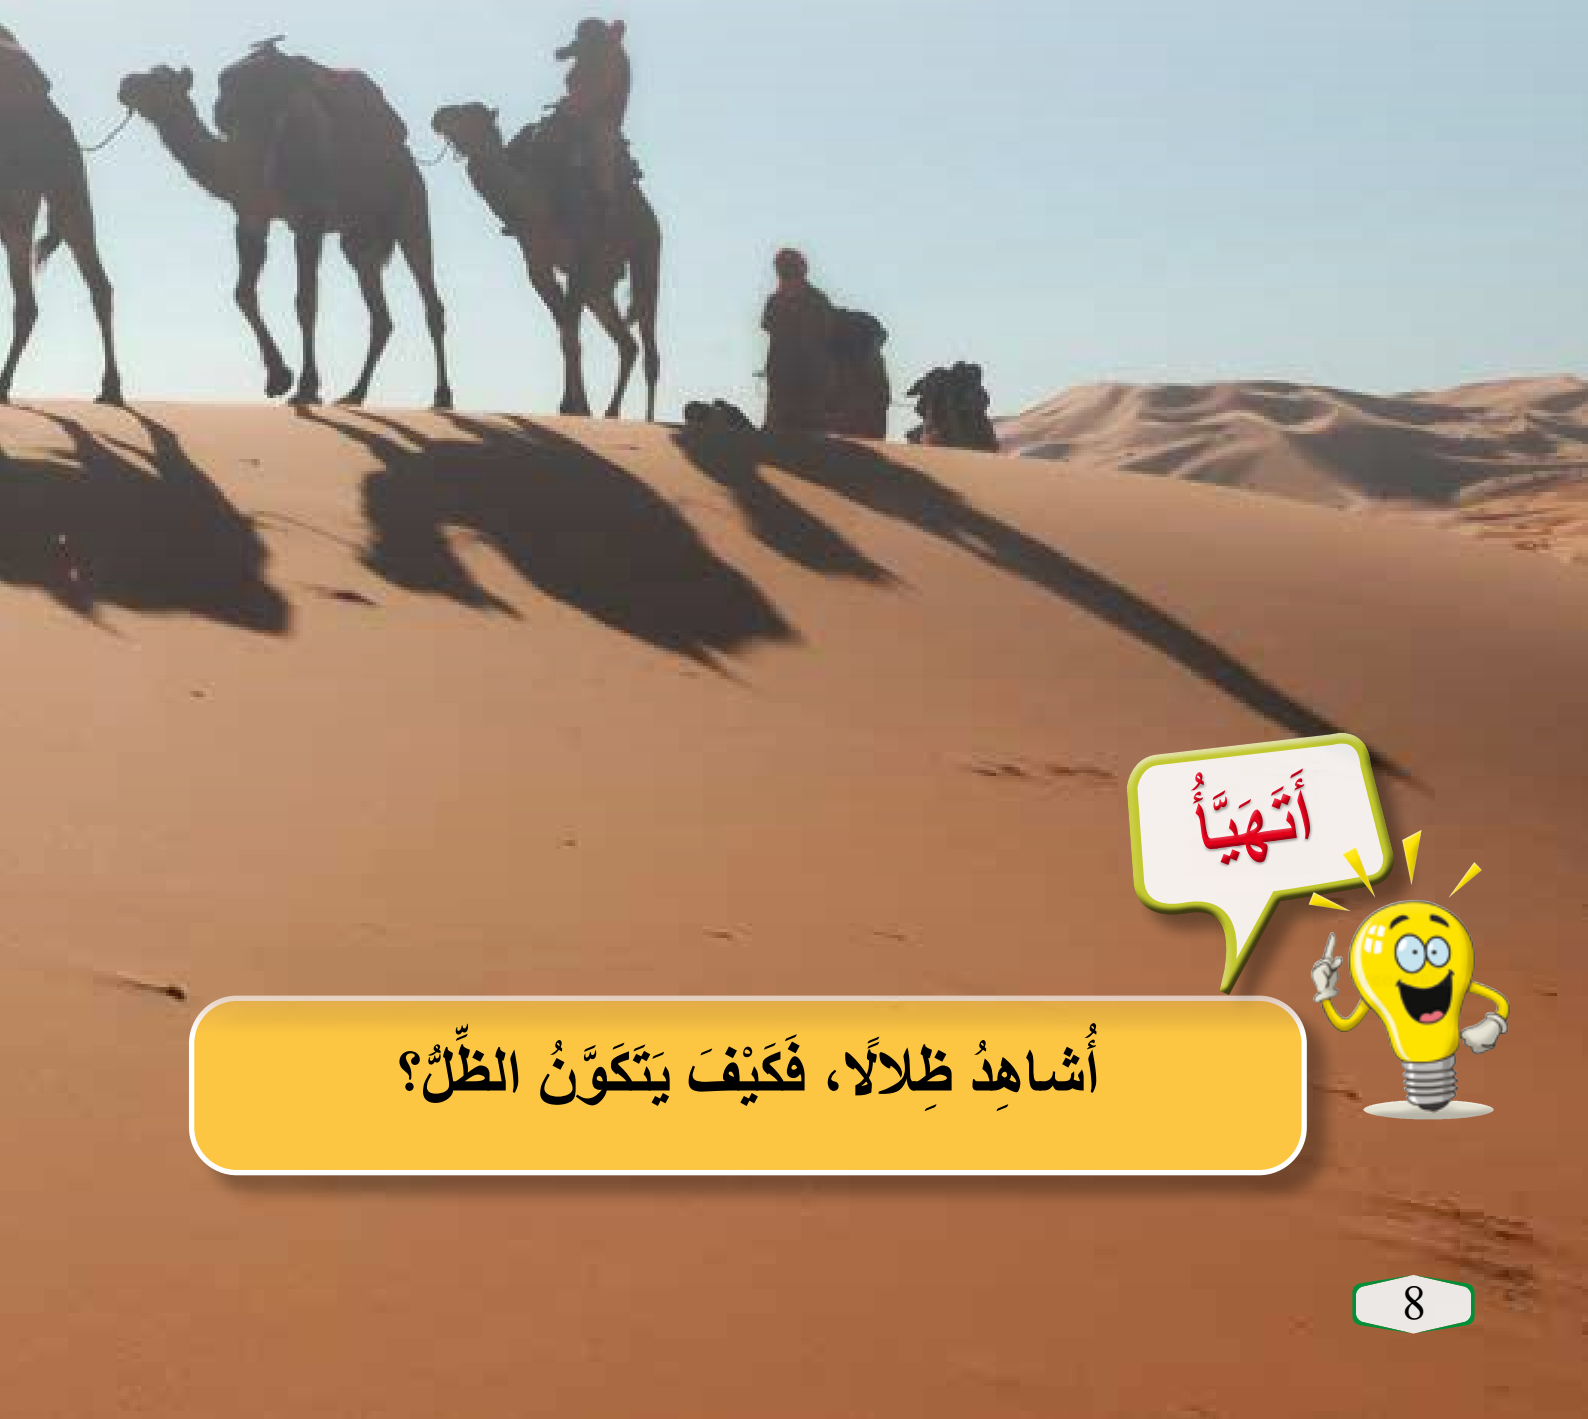 أَتَهَيَّأُ
أُشاهِدُ ظِلالًا، فَكَيْفَ يَتَكَوَّنُ الظِّلُّ؟
8